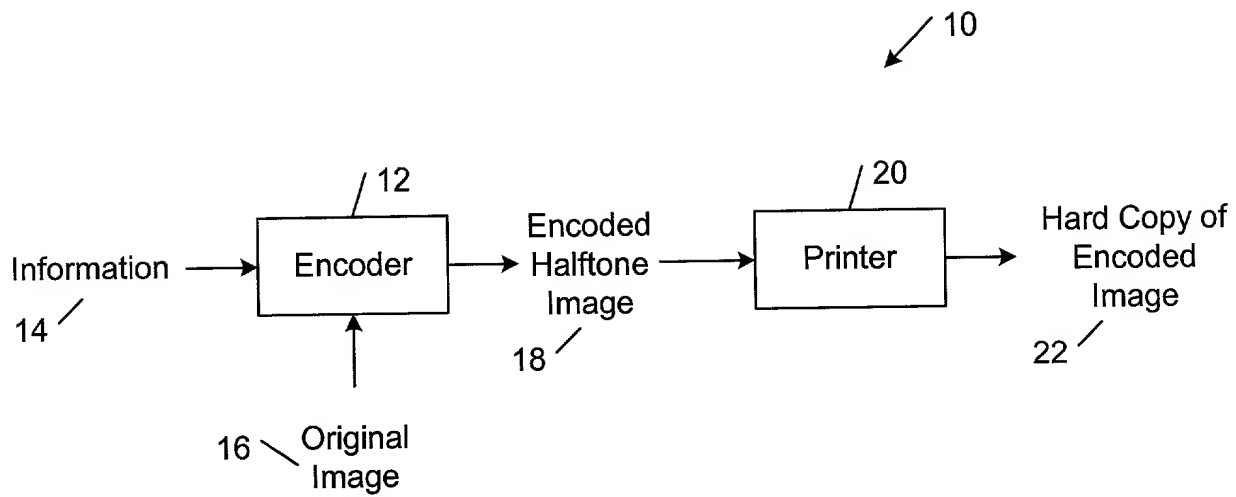 10
12
20
Information
14
Encoder
Encoded
Halftone
Image
18
Printer
Hard Copy of
Encoded
Image
22
16
Original
Image